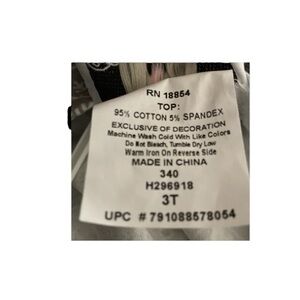 RN 18854
TOP:
95% COTTON 5% SPANDEX
EXCLUSIVE OF DECORATION
Machine Wash Cold With Like Colors
Do Not Bleach, Tumble Dry Low
Warm Iron On Reverse Side
MADE IN CHINA
340
H296918
3T
UPC # 791088578054